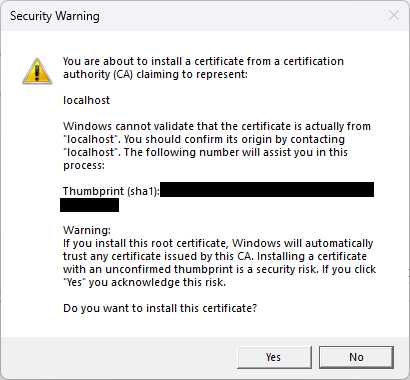 Security Warning
You are about to install a certificate from a certification
authority (CA) claiming to represent:
localhost
Windows cannot validate that the certificate is actually from
"localhost". You should confirm its origin by contacting
"localhost". The following number will assist you in this
process:
Thumbprint (sha1):
Warning:
If you install this root certificate, Windows will automatically
trust any certificate issued by this CA. Installing a certificate
with an unconfirmed thumbprint is a security risk. If you click
"Yes" you acknowledge this risk.
Do you want to install this certificate?
Yes
No